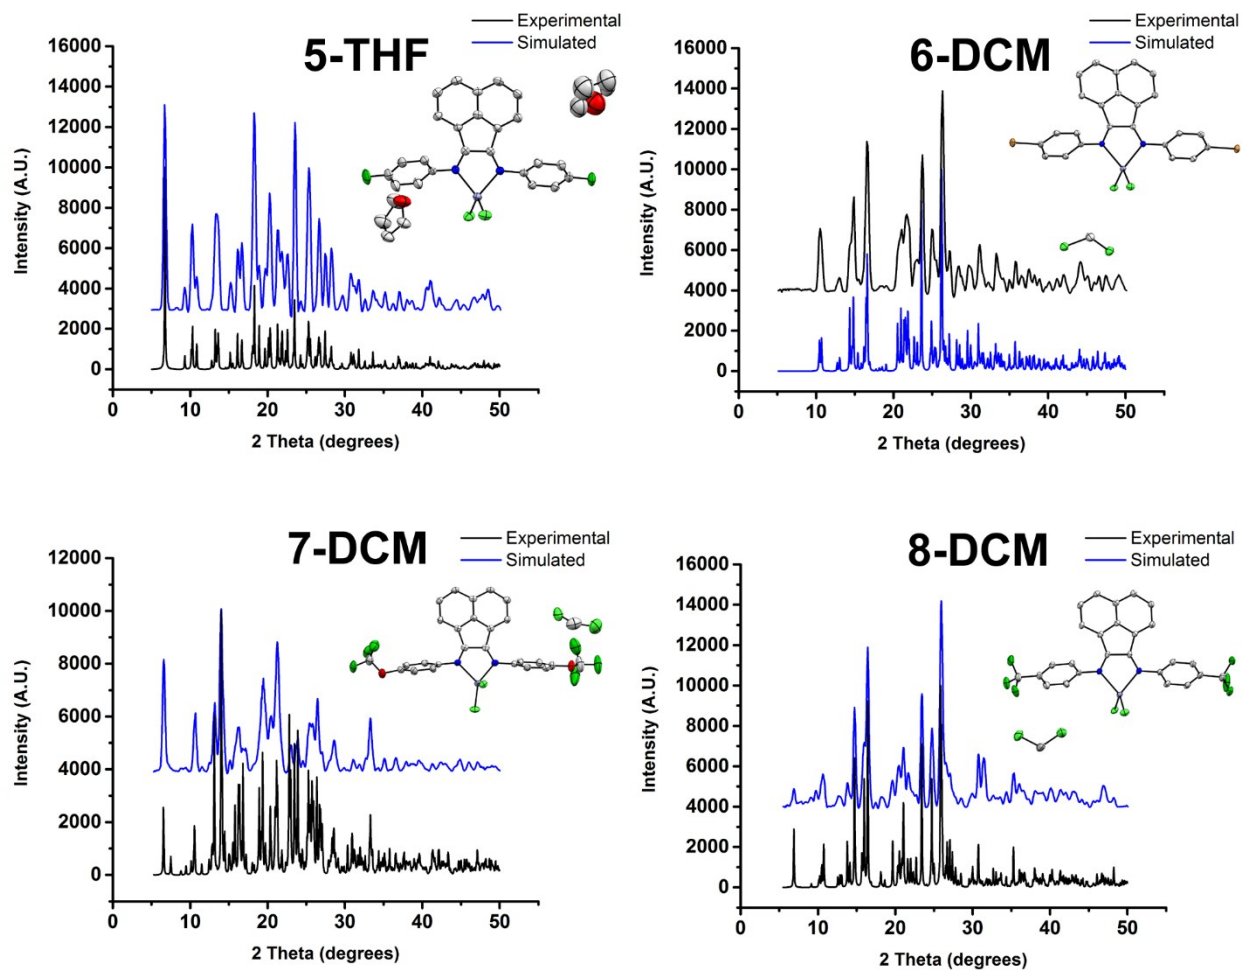 Experimental
Simulated
5-THF
16000
14000
12000
10000
8000
6000
4000
2000
0
Intensity (A.U.)
0 10 20 30 40 50
2 Theta (degrees)
Experimental
Simulated
6-DCM
16000
14000
12000
10000
8000
6000
4000
2000
0
Intensity (A.U.)
0 10 20 30 40 50
2 Theta (degrees)
7-DCM
Experimental
Simulated
12000
10000
8000
6000
4000
2000
0
Intensity (A.U.)
0 10 20 30 40 50
2 Theta (degrees)
8-DCM
Experimental
Simulated
16000
14000
12000
10000
8000
6000
4000
2000
0
Intensity (A.U.)
0 10 20 30 40 50
2 Theta (degrees)